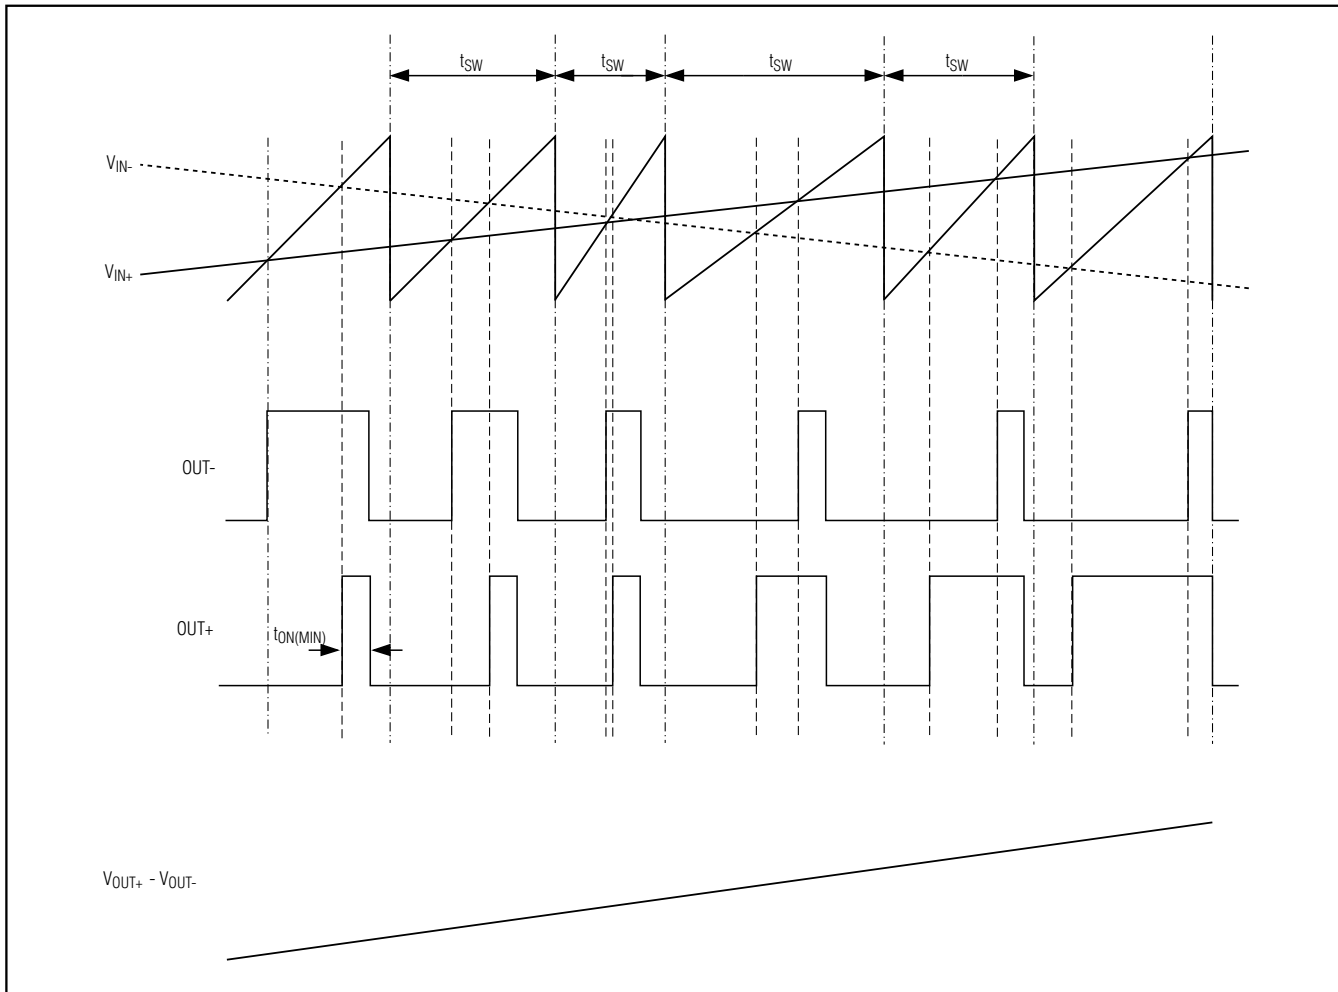 tSW tSW tSW tSW
VIN-
VIN+
OUT-
OUT+
tON(MIN)
VOUT+ - VOUT-